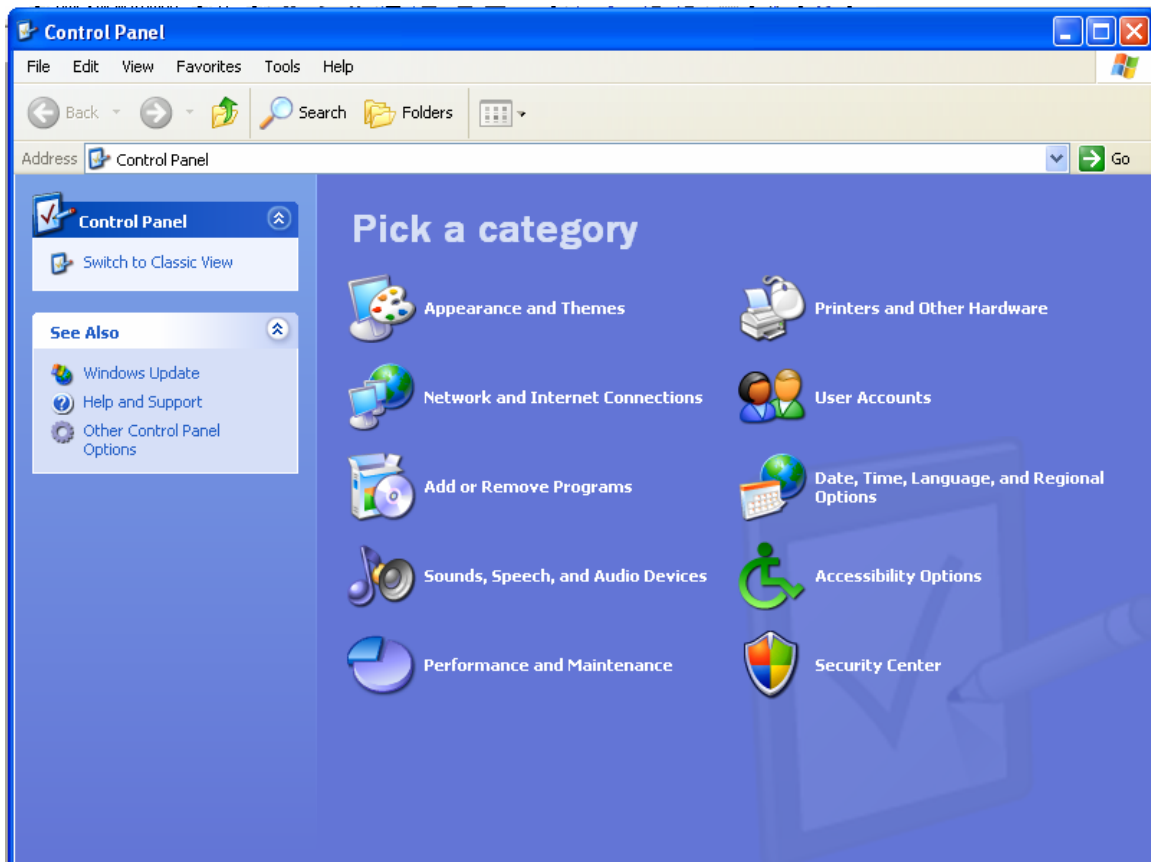 Control Panel
File Edit View Favorites Tools Help
Back Search Folders
Address Control Panel Go
Control Panel
Switch to Classic View
See Also
Windows Update
Help and Support
Other Control Panel
Options
Pick a category
Appearance and Themes
Printers and Other Hardware
Network and Internet Connections
User Accounts
Add or Remove Programs
Date, Time, Language, and Regional
Options
Sounds, Speech, and Audio Devices
Accessibility Options
Performance and Maintenance
Security Center